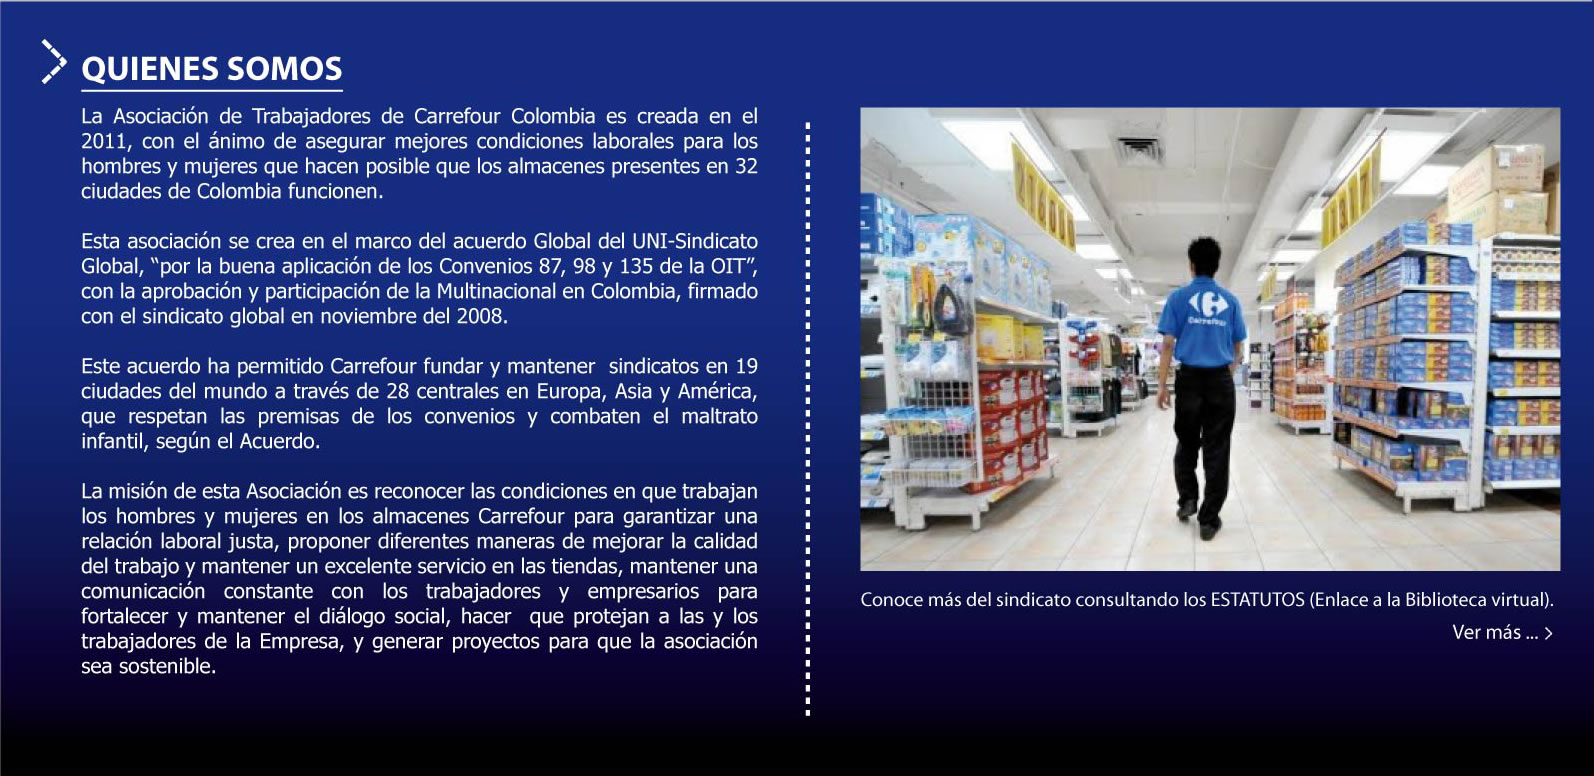 QUIENES SOMOS
La Asociación de Trabajadores de Carrefour Colombia es creada en el
2011, con el ánimo de asegurar mejores condiciones laborales para los
hombres y mujeres que hacen posible que los almacenes presentes en 32
ciudades de Colombia funcionen.
Esta asociación se crea en el marco del acuerdo Global del UNI-Sindicato
Global, “por la buena aplicación de los Convenios 87, 98 y 135 de la OIT”,
con la aprobación y participación de la Multinacional en Colombia, firmado
con el sindicato global en noviembre del 2008.
Este acuerdo ha permitido Carrefour fundar y mantener  sindicatos en 19
ciudades del mundo a través de 28 centrales en Europa, Asia y América,
que respetan las premisas de los convenios y combaten el maltrato
infantil, según el Acuerdo.
La misión de esta Asociación es reconocer las condiciones en que trabajan
los hombres y mujeres en los almacenes Carrefour para garantizar una
relación laboral justa, proponer diferentes maneras de mejorar la calidad
del trabajo y mantener un excelente servicio en las tiendas, mantener una
comunicación constante con los trabajadores y empresarios para
fortalecer y mantener el diálogo social, hacer  que protejan a las y los
trabajadores de la Empresa, y generar proyectos para que la asociación
sea sostenible.
Carrefour
Conoce más del sindicato consultando los ESTATUTOS (Enlace a la Biblioteca virtual).
Ver más ... >